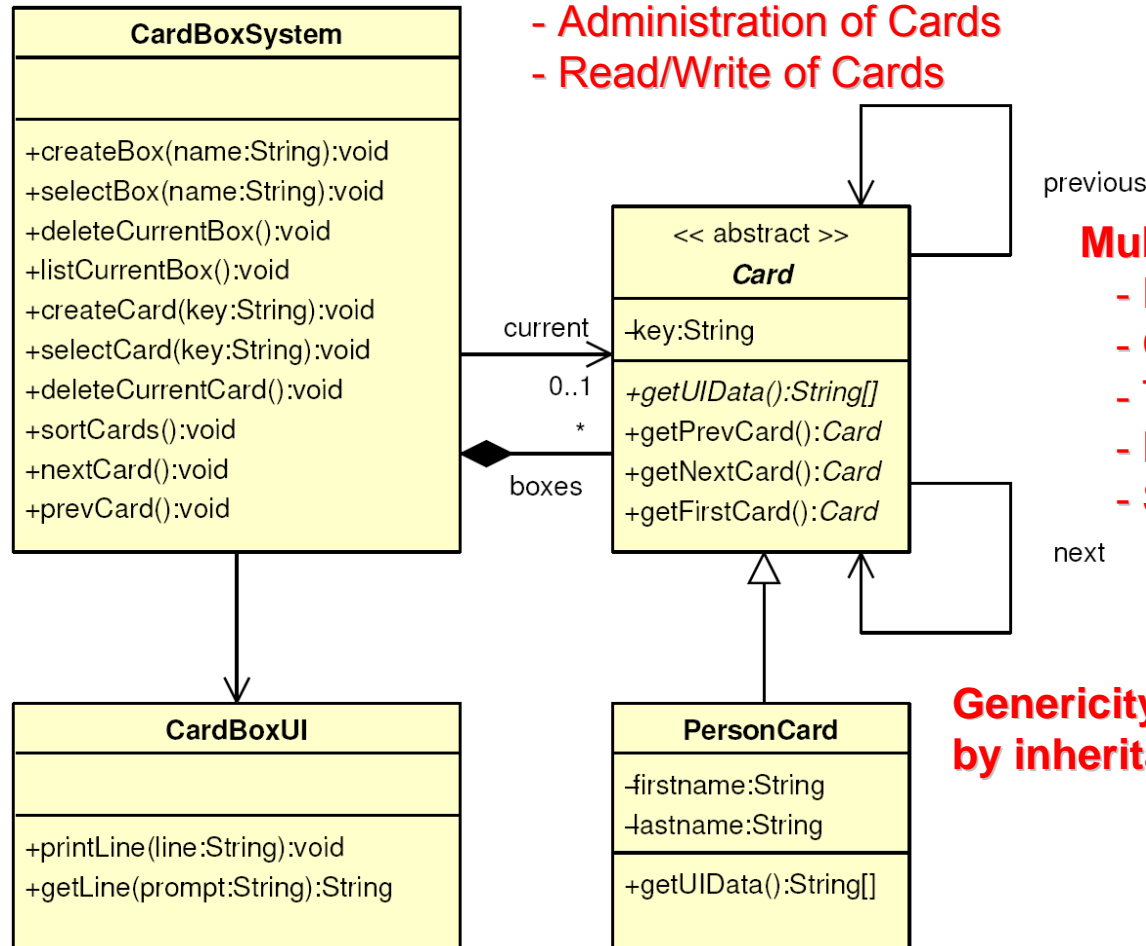 CardBoxSystem
+createBox(name:String):void
+selectBox(name:String):void
+deleteCurrentBox():void
+listCurrentBox():void
+createCard(key:String):void
+selectCard(key:String):void
+deleteCurrentCard():void
+sortCards():void
+nextCard():void
+prevCard():void
- Administration of Cards
- Read/Write of Cards
previous
<< abstract >>
Card
-key:String
+getUIData():String[]
+getPrevCard():Card
+getNextCard():Card
+getFirstCard():Card
current
0..1
*
boxes
next
CardBoxUI
+printLine(line:String):void
+getLine(prompt:String):String
PersonCard
-firstname:String
-lastname:String
+getUIData():String[]
Genericity
by